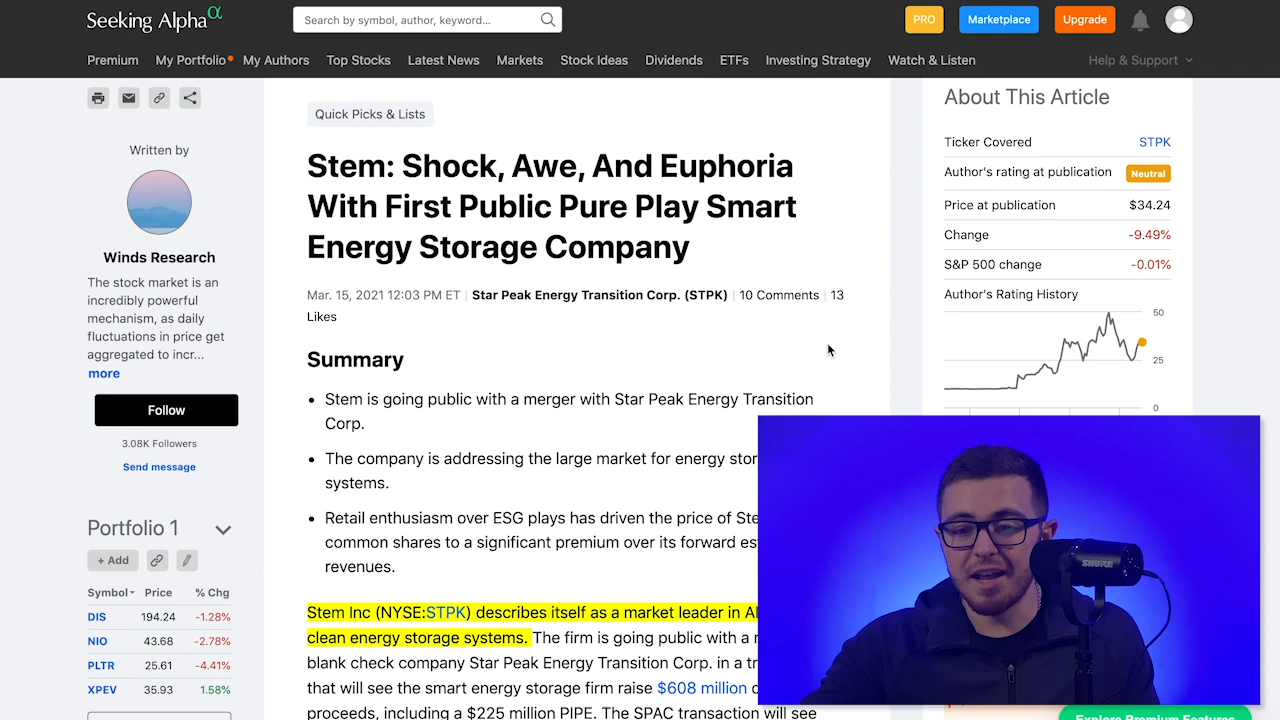 Seeking Alpha α
Search by symbol, author, keyword...
PRO
Marketplace
Upgrade
Premium My Portfolio My Authors Top Stocks Latest News Markets Stock Ideas Dividends ETFs Investing Strategy Watch & Listen Help & Support
Written by
Winds Research
The stock market is an
incredibly powerful
mechanism, as daily
fluctuations in price get
aggregated to incr...
more
Follow
3.08K Followers
Send message
Portfolio 1
+ Add
Symbol Price % Chg
DIS 194.24 -1.28%
NIO 43.68 -2.78%
PLTR 25.61 -4.41%
XPEV 35.93 1.58%
Quick Picks & Lists
Stem: Shock, Awe, And Euphoria
With First Public Pure Play Smart
Energy Storage Company
Mar. 15, 2021 12:03 PM ET | Star Peak Energy Transition Corp. (STPK) | 10 Comments | 13
Likes
Summary
• Stem is going public with a merger with Star Peak Energy Transition
Corp.
• The company is addressing the large market for energy stor
systems.
• Retail enthusiasm over ESG plays has driven the price of Ste
common shares to a significant premium over its forward es
revenues.
Stem Inc (NYSE:STPK) describes itself as a market leader in AI
clean energy storage systems. The firm is going public with a
blank check company Star Peak Energy Transition Corp. in a tr
that will see the smart energy storage firm raise $608 million
proceeds, including a $225 million PIPE. The SPAC transaction will see
About This Article
Ticker Covered STPK
Author's rating at publication Neutral
Price at publication $34.24
Change -9.49%
S&P 500 change -0.01%
Author's Rating History
50
25
0
SHURE
Explore Premium Features